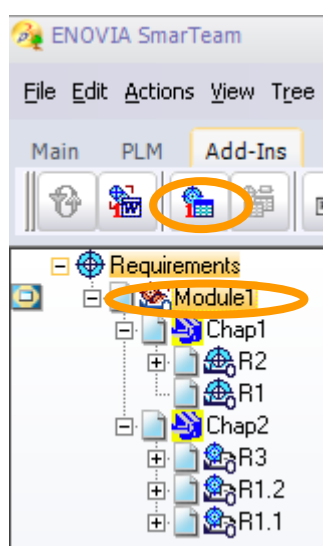 ENOVIA SmarTeam
File Edit Actions View Tree
Main PLM Add-Ins
Requirements
Module1
Chap1
R2
R1
Chap2
R3
R1.2
R1.1